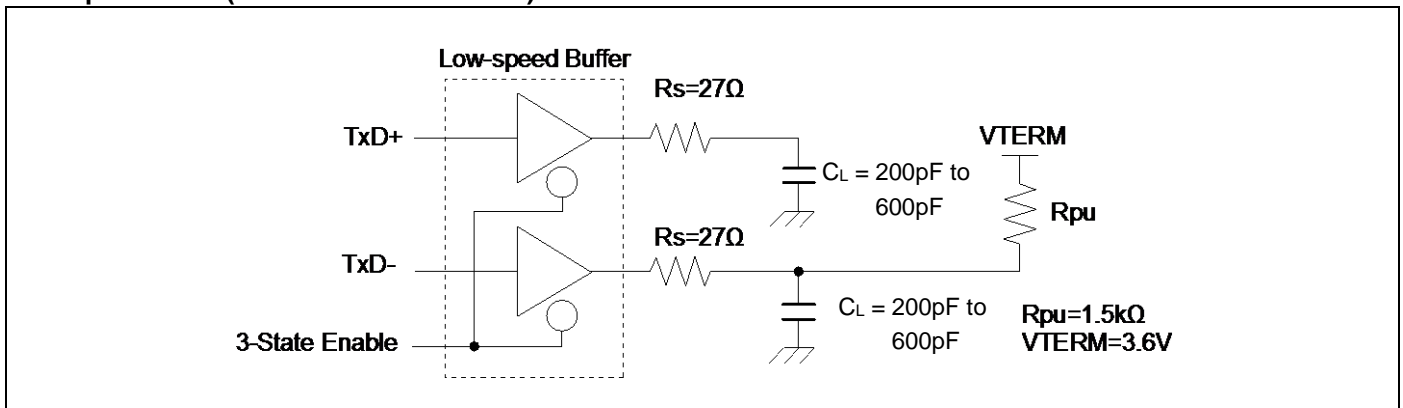 Low-speed Buffer
Rs=27Ω
TxD+
VTERM
CL = 200pF to
600pF
Rpu
Rs=27Ω
TxD-
CL = 200pF to
600pF
Rpu=1.5kΩ
VTERM=3.6V
3-State Enable